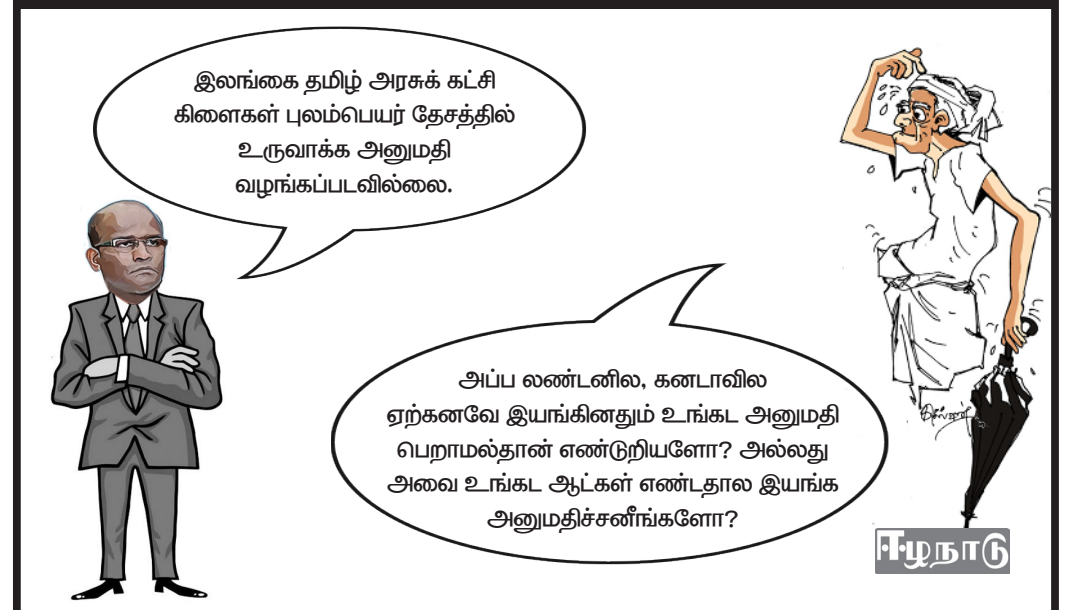 இலங்கை தமிழ் அரசுக் கட்சி
கிளைகள் புலம்பெயர் தேசத்தில்
உருவாக்க அனுமதி
வழங்கப்படவில்லை.
அப்ப லண்டனில, கனடாவில
ஏற்கனவே இயங்கினதும் உங்கட அனுமதி
பெறாமல்தான் எண்டுறியளோ? அல்லது
அவை உங்கட ஆட்கள் எண்டதால இயங்க
அனுமதிச்சனீங்களோ?
ஈழநாடு